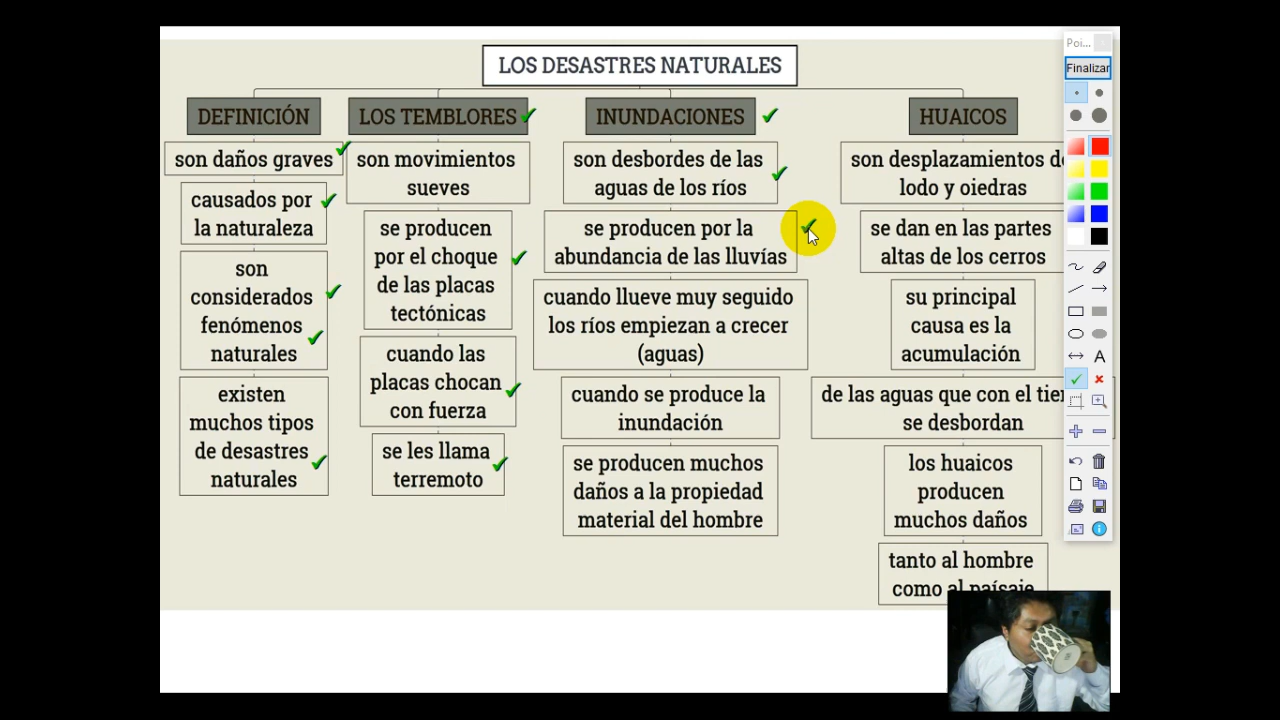 LOS DESASTRES NATURALES
DEFINICIÓN
son daños graves
causados por
la naturaleza
son
considerados
fenómenos
naturales
existen
muchos tipos
de desastres
naturales
LOS TEMBLORES
son movimientos
sueves
se producen
por el choque
de las placas
tectónicas
cuando las
placas chocan
con fuerza
se les llama
terremoto
INUNDACIONES
son desbordes de las
aguas de los ríos
se producen por la
abundancia de las lluvías
cuando llueve muy seguido
los ríos empiezan a crecer
(aguas)
cuando se produce la
inundación
se producen muchos
daños a la propiedad
material del hombre
HUAICOS
son desplazamientos
lodo y oiedras
se dan en las partes
altas de los cerros
su principal
causa es la
acumulación
de las aguas que con el
se desbordan
los huaicos
producen
muchos daños
tanto al hombre
como al paísaje
Poi...
Finalizar
A